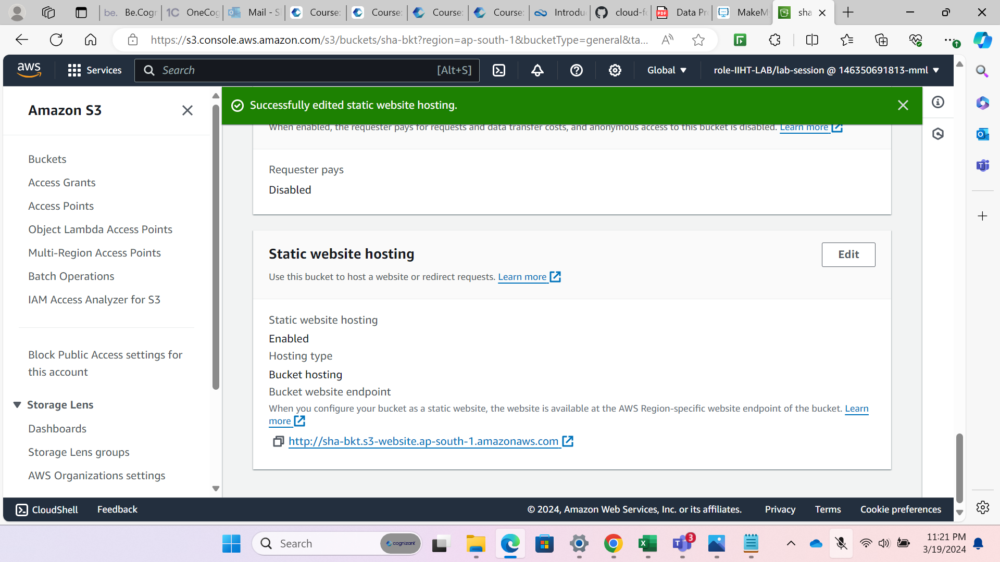 Be.Cogn
1C OneCog
Mail - S
Course:
Course:
Course:
Course:
Introdu
cloud-fo
PDF Data Pr
MakeMy
sha
https://s3.console.aws.amazon.com/s3/buckets/sha-bkt?region=ap-south-1&bucketType=general&ta...
aws
Services
Search [Alt+S]
Global
role-IIHT-LAB/lab-session @ 146350691813-mml
Amazon S3
Buckets
Access Grants
Access Points
Object Lambda Access Points
Multi-Region Access Points
Batch Operations
IAM Access Analyzer for S3
Block Public Access settings for
this account
Storage Lens
Dashboards
Storage Lens groups
AWS Organizations settings
Successfully edited static website hosting.
When enabled, the requester pays for requests and data transfer costs, and anonymous access to this bucket is disabled. Learn more
Requester pays
Disabled
Static website hosting
Edit
Use this bucket to host a website or redirect requests. Learn more
Static website hosting
Enabled
Hosting type
Bucket hosting
Bucket website endpoint
When you configure your bucket as a static website, the website is available at the AWS Region-specific website endpoint of the bucket. Learn
more
http://sha-bkt.s3-website.ap-south-1.amazonaws.com
CloudShell
Feedback
© 2024, Amazon Web Services, Inc. or its affiliates.
Privacy
Terms
Cookie preferences
Search
cognizant
3
11:21 PM
3/19/2024